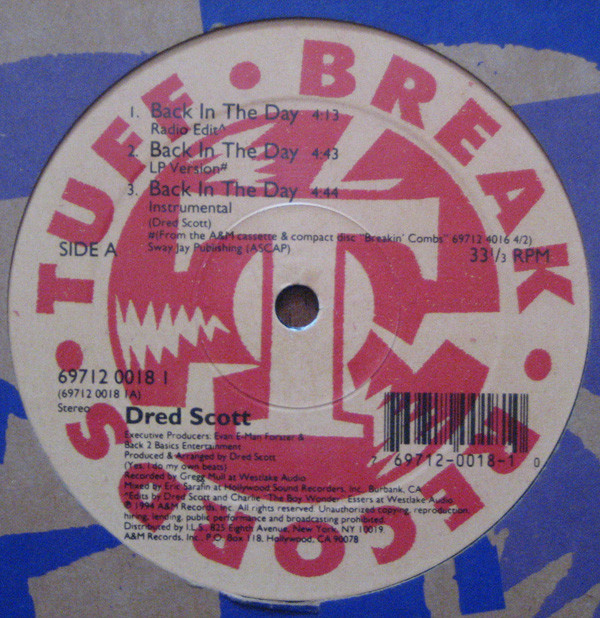 TUFF • BREAK • RECORDS •
1. Back In The Day 4:13
Radio Edit^
2. Back In The Day 4:43
LP Version#
3. Back In The Day 4:44
Instrumental
(Dred Scott)
#(From the A&M cassette & compact disc "Breakin' Combs" 69712 4016 4/2)
Sway Jay Publishing (ASCAP)
SIDE A
33 1/3 RPM
69712 0018 1
(69712 0018 1A)
Stereo
Dred Scott
Executive Producers: Evan E-Man Forster &
Back 2 Basics Entertainment
Produced & Arranged by Dred Scott
(Yes, I do my own beats)
Recorded by Gregg Mull at Westlake Audio
Mixed by Eric Sarafin at Hollywood Sound Recorders, Inc., Burbank, CA
^Edits by Dred Scott and Charlie "The Boy Wonder" Essers at Westlake Audio
℗ 1994 A&M Records, Inc. All rights reserved. Unauthorized copying, reproduction,
hiring, lending, public performance and broadcasting prohibited.
Distributed by I.L.S., 825 Eighth Avenue, New York, NY 10019
A&M Records, Inc., P.O. Box 118, Hollywood, CA 90078
7 69712-0018-1 0